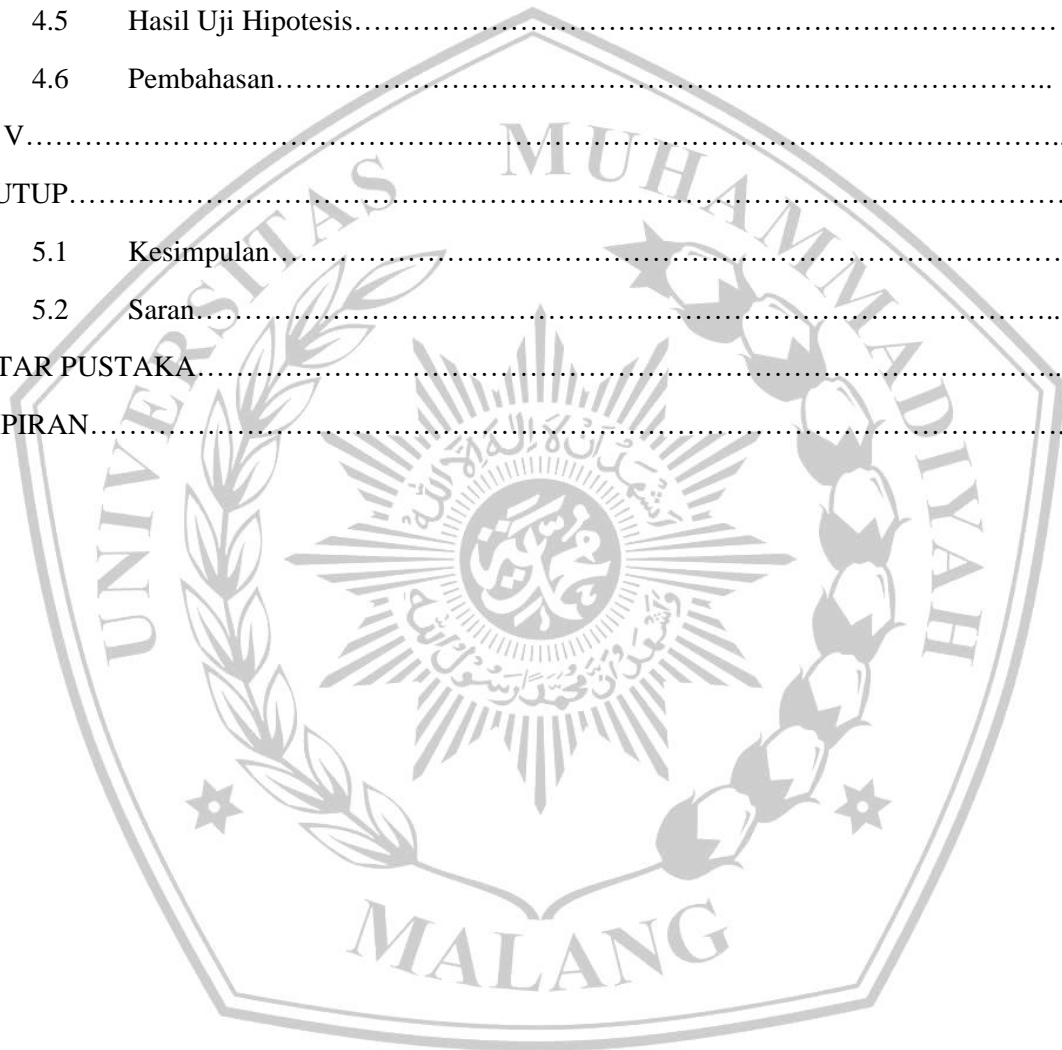 4.5 Hasil Uji Hipotesis……………………………………………………………
4.6 Pembahasan…………………………………………………………………..
V…………………………………………………………………………………………..
UTUP……………………………………………………………………………………….
5.1 Kesimpulan…………………………………………………………………….
5.2 Saran…………………………………………………………………………..
TAR PUSTAKA…………………………………………………………………………..
PIRAN…………………………………………………………………………………….
UNIVERSITAS MUHAMMADIYAH
MALANG